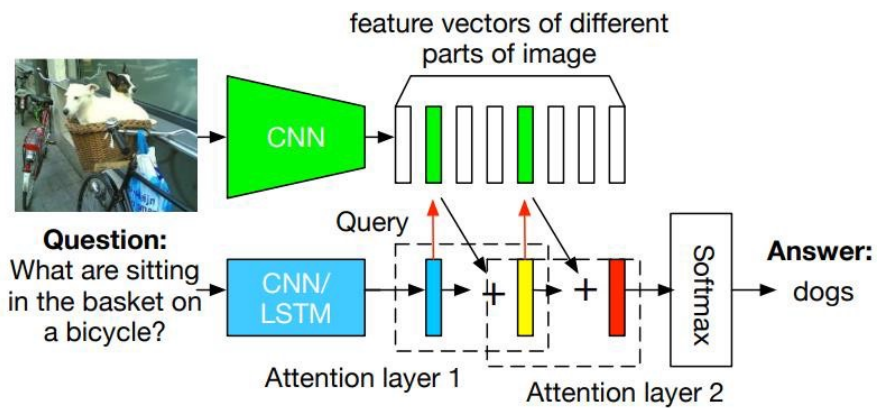 feature vectors of different
parts of image
CNN
Query
Question:
What are sitting
in the basket on
a bicycle?
CNN/
LSTM
+
+
Softmax
Answer:
dogs
Attention layer 1
Attention layer 2